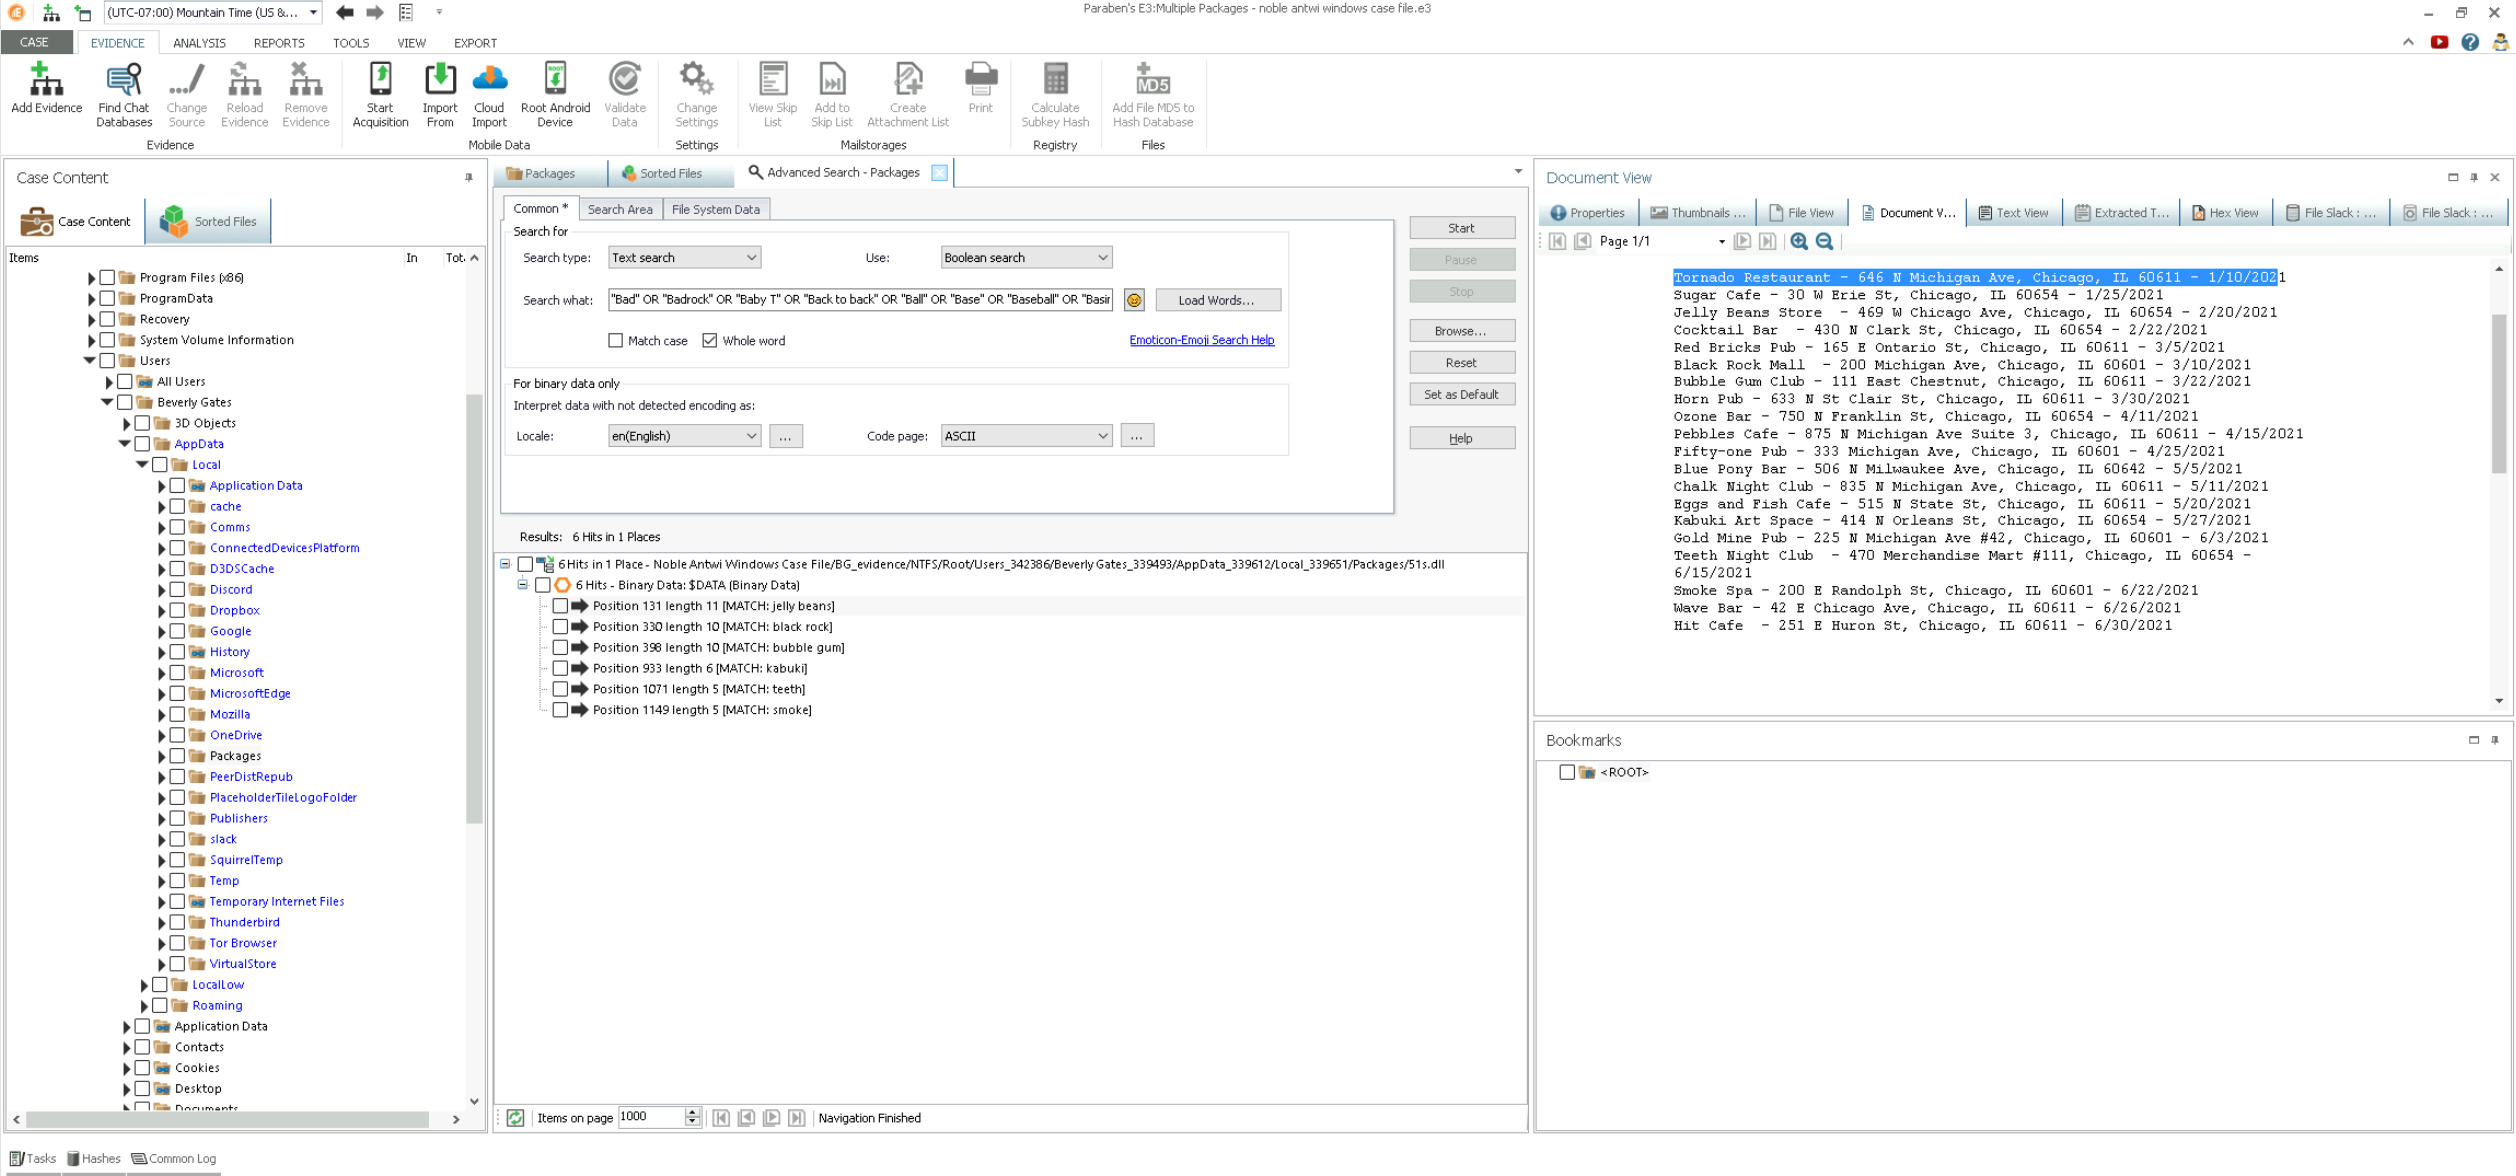 (UTC-07:00) Mountain Time (US &...
Paraben's E3:Multiple Packages - noble antwi windows case file.e3
CASE EVIDENCE ANALYSIS REPORTS TOOLS VIEW EXPORT
Add Evidence
Find Chat Databases
Change Source
Reload Evidence
Remove Evidence
Start Acquisition
Import From
Cloud Import
Root Android Device
Validate Data
Change Settings
View Skip List
Add to Skip List
Create Attachment List
Print
Calculate Subkey Hash
Add File MD5 to Hash Database
Evidence Mobile Data Settings Mailstorages Registry Files
Case Content
Case Content Sorted Files
Items In Tot.
Program Files (x86)
ProgramData
Recovery
System Volume Information
Users
All Users
Beverly Gates
3D Objects
AppData
Local
Application Data
cache
Comms
ConnectedDevicesPlatform
D3DSCache
Discord
Dropbox
Google
History
Microsoft
MicrosoftEdge
Mozilla
OneDrive
Packages
PeerDistRepub
PlaceholderTileLogoFolder
Publishers
slack
SquirrelTemp
Temp
Temporary Internet Files
Thunderbird
Tor Browser
VirtualStore
LocalLow
Roaming
Application Data
Contacts
Cookies
Desktop
Documents
Packages Sorted Files Advanced Search - Packages
Common * Search Area File System Data
Search for
Search type: Text search Use: Boolean search
Search what: "Bad" OR "Badrock" OR "Baby T" OR "Back to back" OR "Ball" OR "Base" OR "Baseball" OR "Basin Load Words...
Match case Whole word Emoticon-Emoji Search Help
For binary data only
Interpret data with not detected encoding as:
Locale: en(English) ... Code page: ASCII ...
Start
Pause
Stop
Browse...
Reset
Set as Default
Help
Results: 6 Hits in 1 Places
6 Hits in 1 Place - Noble Antwi Windows Case File/BG_evidence/NTFS/Root/Users_342386/Beverly Gates_339493/AppData_339612/Local_339651/Packages/51s.dll
6 Hits - Binary Data: $DATA (Binary Data)
Position 131 length 11 [MATCH: jelly beans]
Position 330 length 10 [MATCH: black rock]
Position 398 length 10 [MATCH: bubble gum]
Position 933 length 6 [MATCH: kabuki]
Position 1071 length 5 [MATCH: teeth]
Position 1149 length 5 [MATCH: smoke]
Items on page 1000 Navigation Finished
Document View
Properties Thumbnails ... File View Document V... Text View Extracted T... Hex View File Slack : ... File Slack : ...
Page 1/1
Tornado Restaurant - 646 N Michigan Ave, Chicago, IL 60611 - 1/10/2021
Sugar Cafe - 30 W Erie St, Chicago, IL 60654 - 1/25/2021
Jelly Beans Store - 469 W Chicago Ave, Chicago, IL 60654 - 2/20/2021
Cocktail Bar - 430 N Clark St, Chicago, IL 60654 - 2/22/2021
Red Bricks Pub - 165 E Ontario St, Chicago, IL 60611 - 3/5/2021
Black Rock Mall - 200 Michigan Ave, Chicago, IL 60601 - 3/10/2021
Bubble Gum Club - 111 East Chestnut, Chicago, IL 60611 - 3/22/2021
Horn Pub - 633 N St Clair St, Chicago, IL 60611 - 3/30/2021
Ozone Bar - 750 N Franklin St, Chicago, IL 60654 - 4/11/2021
Pebbles Cafe - 875 N Michigan Ave Suite 3, Chicago, IL 60611 - 4/15/2021
Fifty-one Pub - 333 Michigan Ave, Chicago, IL 60601 - 4/25/2021
Blue Pony Bar - 506 N Milwaukee Ave, Chicago, IL 60642 - 5/5/2021
Chalk Night Club - 835 N Michigan Ave, Chicago, IL 60611 - 5/11/2021
Eggs and Fish Cafe - 515 N State St, Chicago, IL 60611 - 5/20/2021
Kabuki Art Space - 414 N Orleans St, Chicago, IL 60654 - 5/27/2021
Gold Mine Pub - 225 N Michigan Ave #42, Chicago, IL 60601 - 6/3/2021
Teeth Night Club - 470 Merchandise Mart #111, Chicago, IL 60654 -
6/15/2021
Smoke Spa - 200 E Randolph St, Chicago, IL 60601 - 6/22/2021
Wave Bar - 42 E Chicago Ave, Chicago, IL 60611 - 6/26/2021
Hit Cafe - 251 E Huron St, Chicago, IL 60611 - 6/30/2021
Bookmarks
<ROOT>
Tasks Hashes Common Log